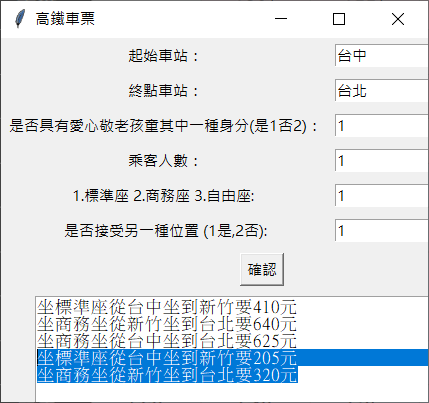 高鐵車票
起始車站：
台中
終點車站：
台北
是否具有愛心敬老孩童其中一種身分(是1否2)：
1
乘客人數：
1
1.標準座 2.商務座 3.自由座:
1
是否接受另一種位置 (1是,2否):
1
確認
坐標準座從台中坐到新竹要410元
坐商務坐從新竹坐到台北要640元
坐商務坐從台中坐到台北要625元
坐標準座從台中坐到新竹要205元
坐商務坐從新竹坐到台北要320元